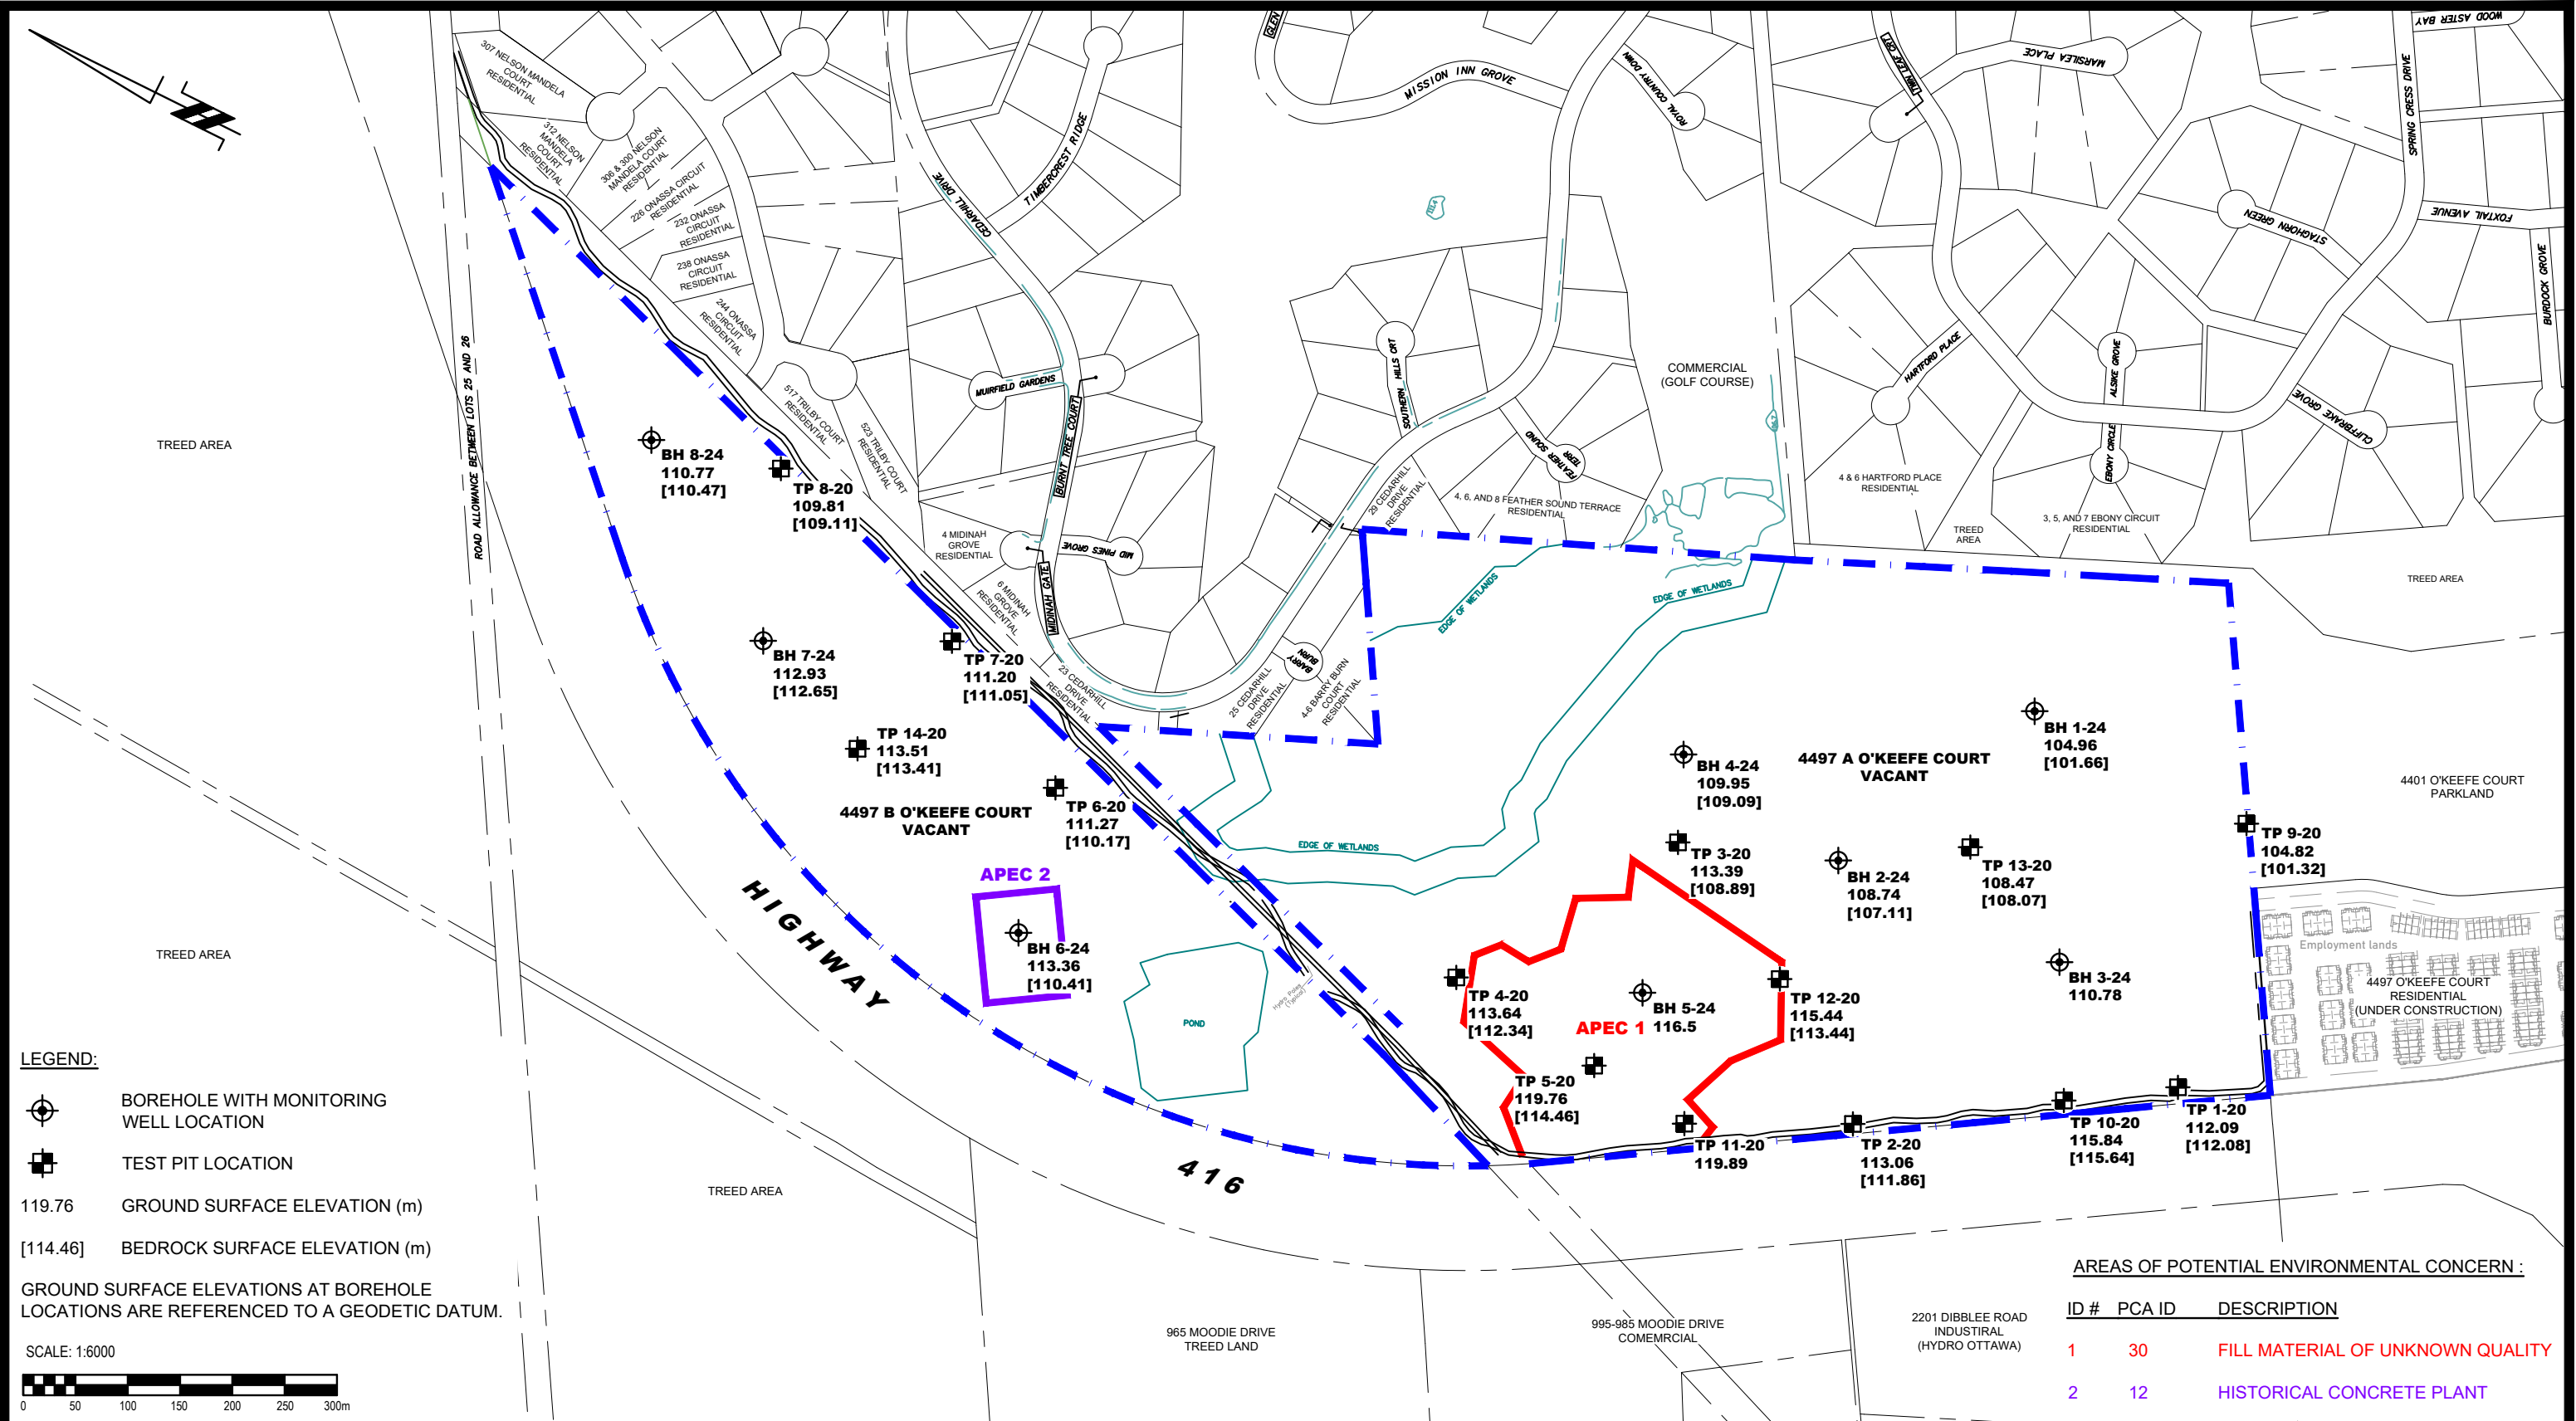 307 NELSON MANDELA
COURT
RESIDENTIAL
312 NELSON
MANDELA
COURT
RESIDENTIAL
306 & 300 NELSON
MANDELA COURT
RESIDENTIAL
226 ONASSA CIRCUIT
RESIDENTIAL
232 ONASSA
CIRCUIT
RESIDENTIAL
238 ONASSA
CIRCUIT
RESIDENTIAL
244 ONASSA
CIRCUIT
RESIDENTIAL
517 TRILBY COURT
RESIDENTIAL
523 TRILBY COURT
RESIDENTIAL
4 MIDINAH
GROVE
RESIDENTIAL
6 MIDINAH
GROVE
RESIDENTIAL
23 CEDARHILL
DRIVE
RESIDENTIAL
25 CEDARHILL
DRIVE
RESIDENTIAL
4-6 BARRY BURN
COURT
RESIDENTIAL
29 CEDARHILL
DRIVE
RESIDENTIAL
4, 6, AND 8 FEATHER SOUND TERRACE
RESIDENTIAL
COMMERCIAL
(GOLF COURSE)
4 & 6 HARTFORD PLACE
RESIDENTIAL
TREED
AREA
3, 5, AND 7 EBONY CIRCUIT
RESIDENTIAL
TREED AREA
CEDARHILL DRIVE
TIMBERCREST RIDGE
GLEN
MISSION INN GROVE
ROYAL COUNTRY DOWN
TWIN LEAF CRT
MARSILEA PLACE
WOOD ASTER BAY
SPRING CRESS DRIVE
STAGHORN GREEN
FOXTAIL AVENUE
BURDOCK GROVE
HARTFORD PLACE
ALSIKE GROVE
EBONY CIRCLE
CLIFFBRAKE GROVE
MUIRFIELD GARDENS
BURNT TREE COURT
MID PINES GROVE
MIDINAH GATE
SOUTHERN HILLS CRT
FEATHER SOUND
TERR
BARRY
BURN
ROAD ALLOWANCE BETWEEN LOTS 25 AND 26
TREED AREA
TREED AREA
TREED AREA
EDGE OF WETLANDS
EDGE OF WETLANDS
EDGE OF WETLANDS
POND
Hydro Poles
(Typical)
BH 8-24
110.77
[110.47]
TP 8-20
109.81
[109.11]
BH 7-24
112.93
[112.65]
TP 7-20
111.20
[111.05]
TP 14-20
113.51
[113.41]
TP 6-20
111.27
[110.17]
4497 B O'KEEFE COURT
VACANT
APEC 2
BH 6-24
113.36
[110.41]
HIGHWAY
416
BH 4-24
109.95
[109.09]
4497 A O'KEEFE COURT
VACANT
BH 1-24
104.96
[101.66]
4401 O'KEEFE COURT
PARKLAND
TP 3-20
113.39
[108.89]
BH 2-24
108.74
[107.11]
TP 13-20
108.47
[108.07]
TP 9-20
104.82
[101.32]
BH 3-24
110.78
Employment lands
4497 O'KEEFE COURT
RESIDENTIAL
(UNDER CONSTRUCTION)
TP 4-20
113.64
[112.34]
APEC 1
BH 5-24
116.5
TP 12-20
115.44
[113.44]
TP 5-20
119.76
[114.46]
TP 11-20
119.89
TP 2-20
113.06
[111.86]
TP 10-20
115.84
[115.64]
TP 1-20
112.09
[112.08]
965 MOODIE DRIVE
TREED LAND
995-985 MOODIE DRIVE
COMEMRCIAL
2201 DIBBLEE ROAD
INDUSTIRAL
(HYDRO OTTAWA)
LEGEND:
BOREHOLE WITH MONITORING
WELL LOCATION
TEST PIT LOCATION
119.76 GROUND SURFACE ELEVATION (m)
[114.46] BEDROCK SURFACE ELEVATION (m)
GROUND SURFACE ELEVATIONS AT BOREHOLE
LOCATIONS ARE REFERENCED TO A GEODETIC DATUM.
SCALE: 1:6000
0 50 100 150 200 250 300m
AREAS OF POTENTIAL ENVIRONMENTAL CONCERN :
ID # PCA ID DESCRIPTION
1 30 FILL MATERIAL OF UNKNOWN QUALITY
2 12 HISTORICAL CONCRETE PLANT